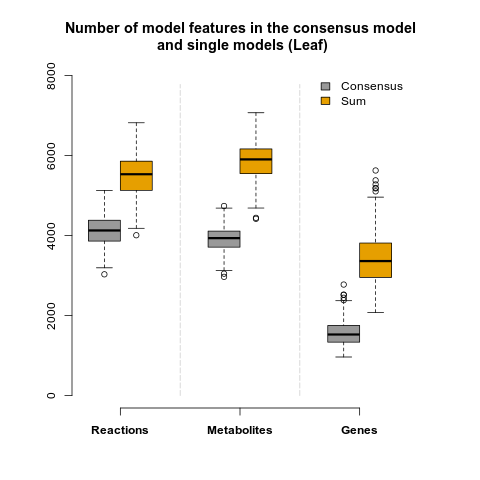 Number of model features in the consensus model
and single models (Leaf)
8000
6000
4000
2000
0
Consensus
Sum
Reactions
Metabolites
Genes